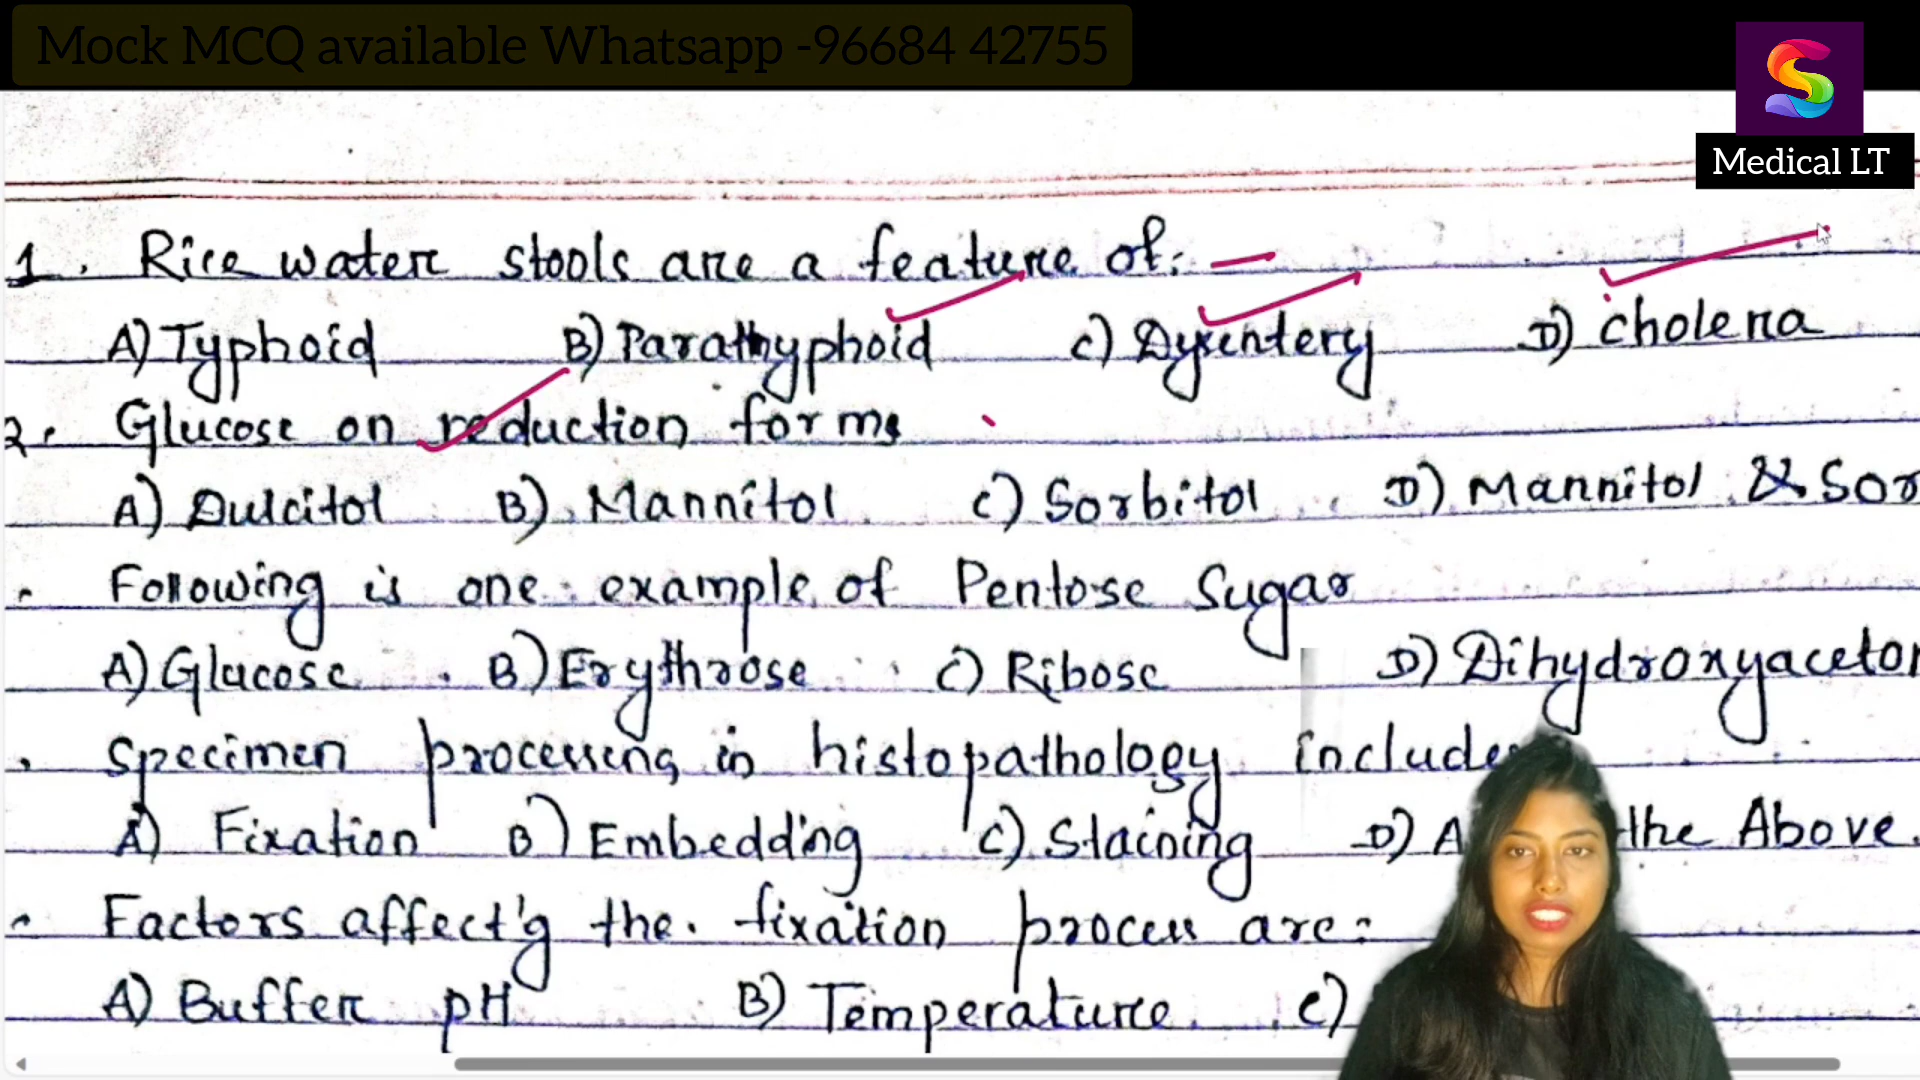 Mock MCQ available Whatsapp -96684 42755
Medical LT
1. Rice water stools are a feature of: —
A) Typhoid B) Parathyphoid C) Dysentery D) cholera
2. Glucose on reduction forms
A) Dulcitol B) Mannitol C) Sorbitol D) Mannitol & Sor
Following is one example of Pentose Sugar
A) Glucose B) Erythrose C) Ribose D) Dihydroxyaceton
Specimen processing in histopathology include
A) Fixation B) Embedding C) Staining D) A the Above.
Factors affect'g the fixation process are:
A) Buffer pH B) Temperature C)